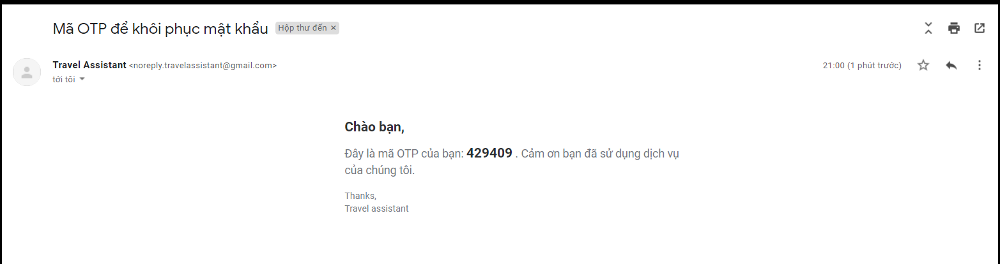 Mã OTP để khôi phục mật khẩu Hộp thư đến ×
Travel Assistant <noreply.travelassistant@gmail.com> 21:00 (1 phút trước)
tới tôi
Chào bạn,
Đây là mã OTP của bạn: 429409 . Cảm ơn bạn đã sử dụng dịch vụ
của chúng tôi.
Thanks,
Travel assistant